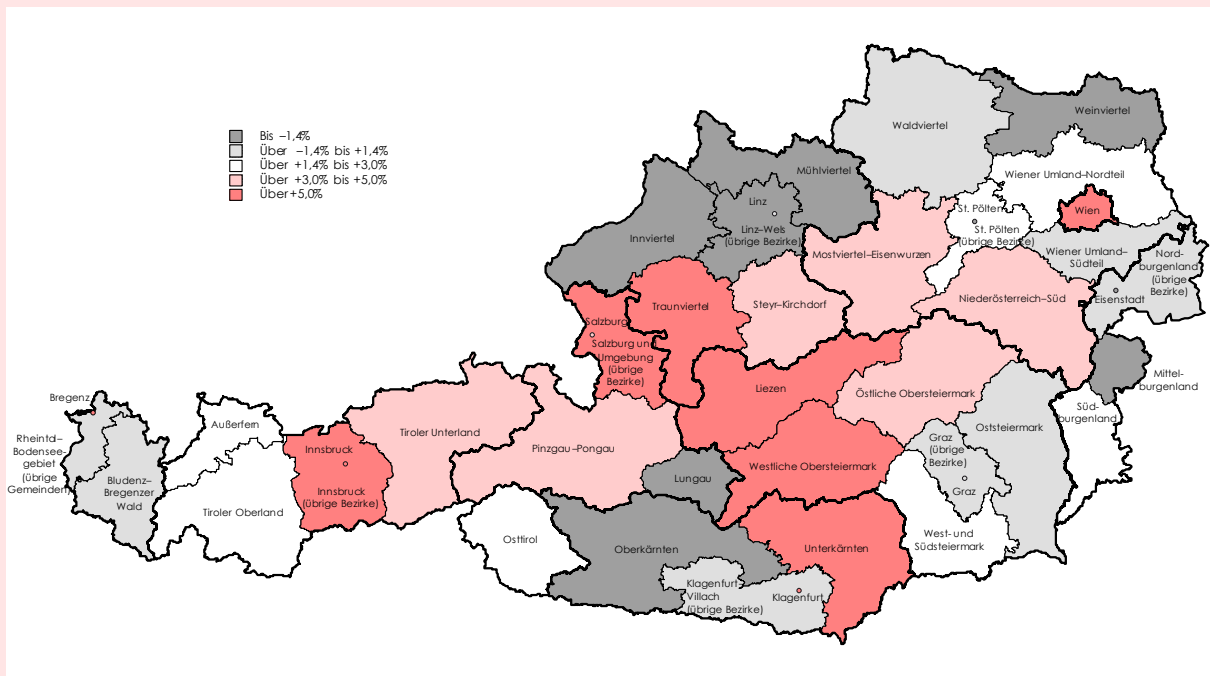 Bis –1,4%
Über –1,4% bis +1,4%
Über +1,4% bis +3,0%
Über +3,0% bis +5,0%
Über +5,0%
Weinviertel
Waldviertel
Mühlviertel
Wiener Umland–Nordteil
Linz
St. Pölten
Wien
Linz–Wels
(übrige Bezirke)
St. Pölten
(übrige Bezirke)
Innviertel
Mostviertel–Eisenwurzen
Wiener Umland–
Südteil
Nord-
burgenland
(übrige
Bezirke)
Eisenstadt
Traunviertel
Steyr–Kirchdorf
Niederösterreich–Süd
Salzburg
Salzburg und
Umgebung
(übrige
Bezirke)
Mittel-
burgenland
Liezen
Östliche Obersteiermark
Bregenz
Außerfern
Tiroler Unterland
Süd-
burgenland
Rheintal–
Bodensee-
gebiet
(übrige
Gemeinden)
Innsbruck
Pinzgau–Pongau
Oststeiermark
Graz
(übrige
Bezirke)
Bludenz–
Bregenzer
Wald
Innsbruck
(übrige Bezirke)
Lungau
Westliche Obersteiermark
Graz
Tiroler Oberland
Osttirol
Oberkärnten
Unterkärnten
West- und
Südsteiermark
Klagenfurt–
Villach
(übrige Bezirke)
Klagenfurt